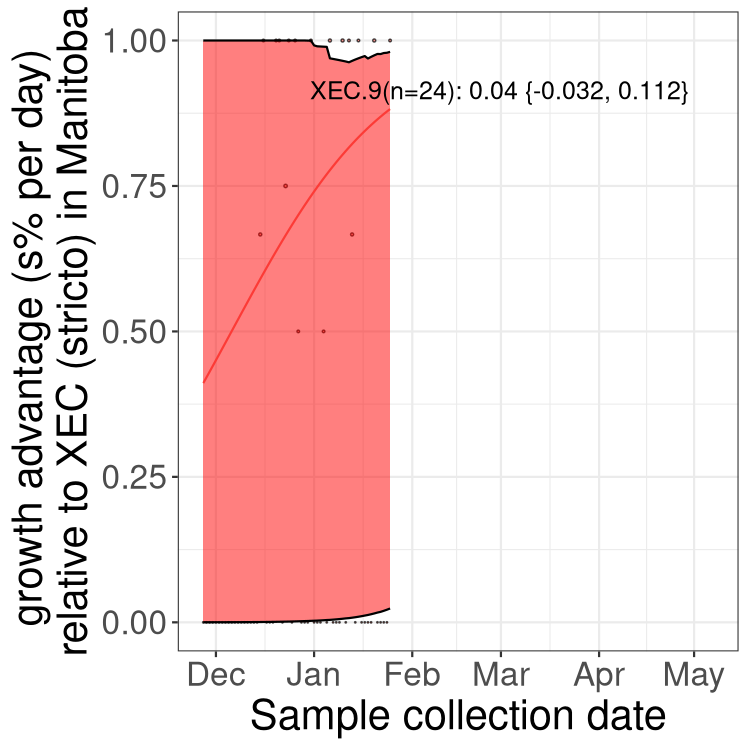 growth advantage (s% per day)
relative to XEC (stricto) in Manitoba
1.00
0.75
0.50
0.25
0.00
XEC.9(n=24): 0.04 {-0.032, 0.112}
Dec Jan Feb Mar Apr May
Sample collection date